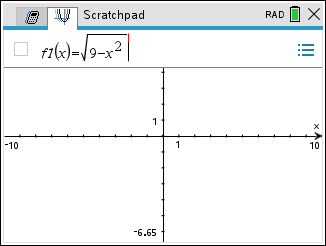 Scratchpad RAD
f1(x)=√9-x²
1
x
-10 1 10
-6.65